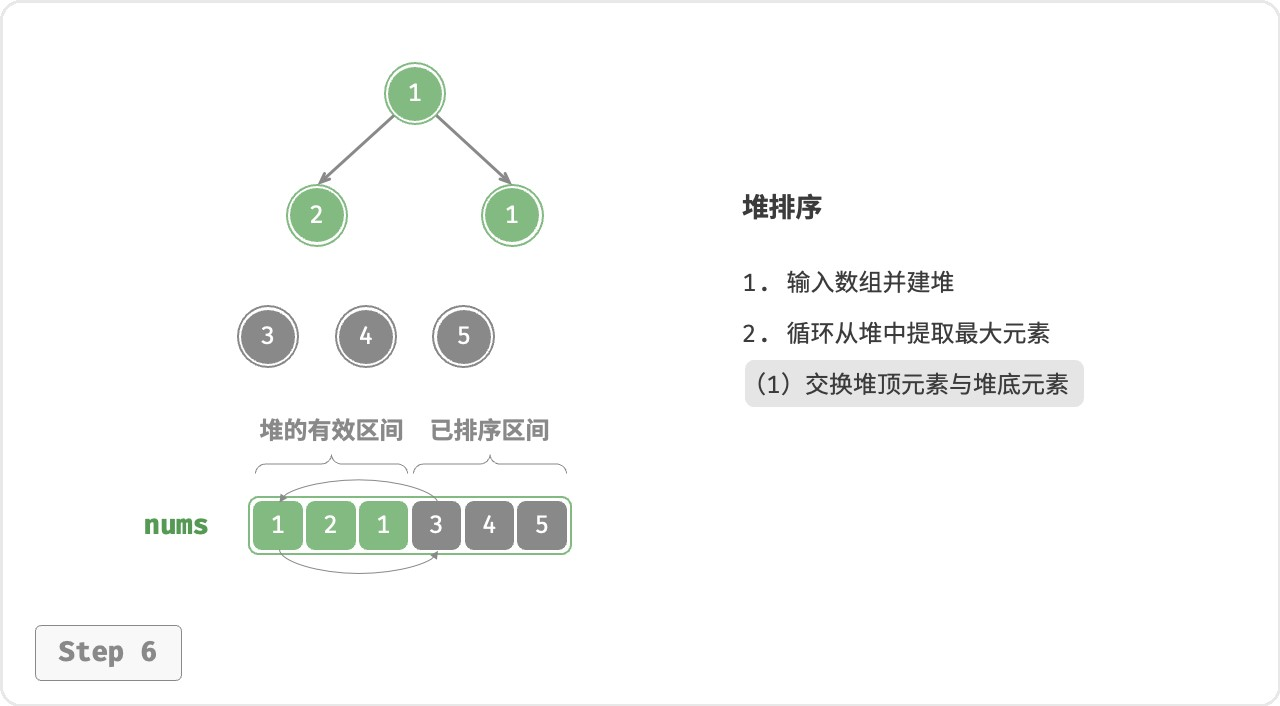 1
2 1
3 4 5
堆的有效区间 已排序区间
nums 1 2 1 3 4 5
Step 6
堆排序
1. 输入数组并建堆
2. 循环从堆中提取最大元素
（1）交换堆顶元素与堆底元素